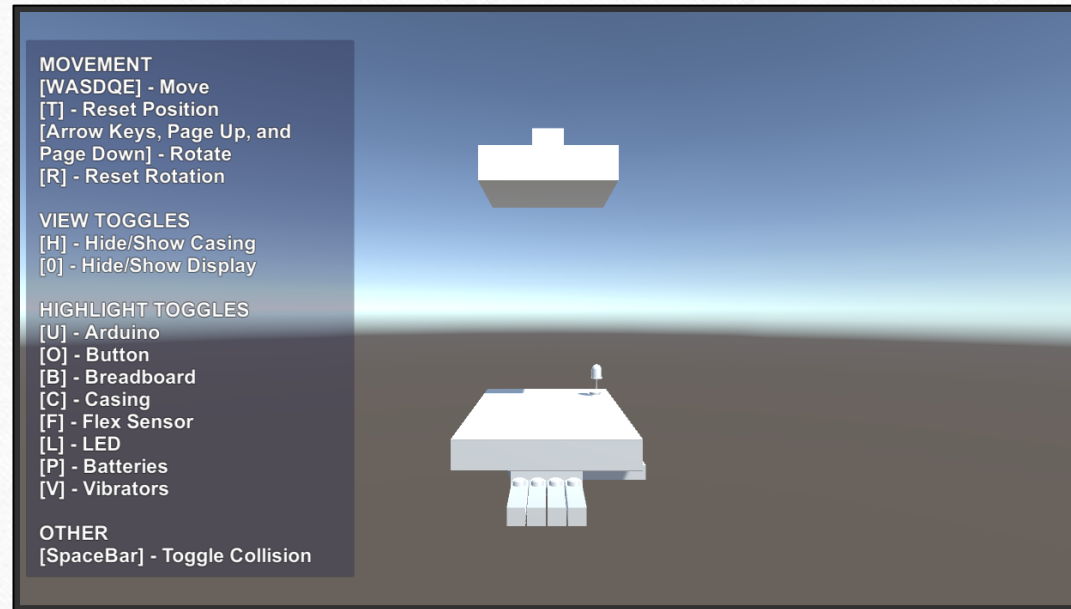 MOVEMENT
[WASDQE] - Move
[T] - Reset Position
[Arrow Keys, Page Up, and
Page Down] - Rotate
[R] - Reset Rotation
VIEW TOGGLES
[H] - Hide/Show Casing
[0] - Hide/Show Display
HIGHLIGHT TOGGLES
[U] - Arduino
[O] - Button
[B] - Breadboard
[C] - Casing
[F] - Flex Sensor
[L] - LED
[P] - Batteries
[V] - Vibrators
OTHER
[SpaceBar] - Toggle Collision